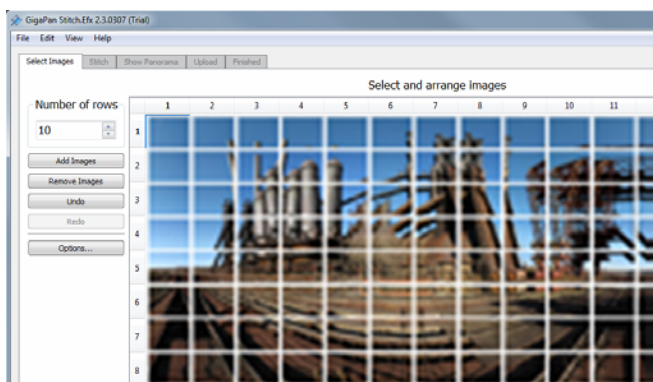 GigaPan Stitch.Efx 2.3.0307 (Trial)
File Edit View Help
Select Images Stitch Show Panorama Upload Finished
Select and arrange images
Number of rows
10
1 2 3 4 5 6 7 8 9 10 11
1
2
3
4
5
6
7
8
Add Images
Remove Images
Undo
Redo
Options...